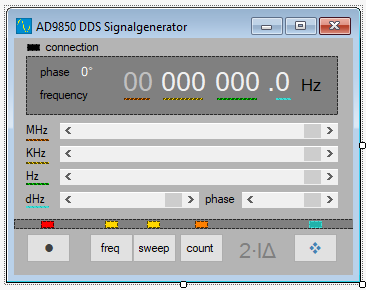 AD9850 DDS Signalgenerator
connection
phase 0°
frequency
00 000 000 .0 Hz
MHz
KHz
Hz
dHz phase
freq sweep count 2·IΔ